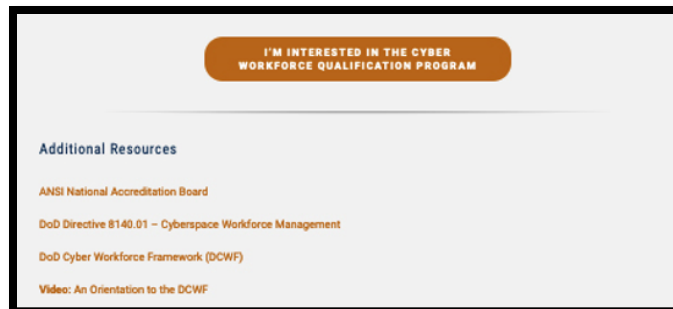 I'M INTERESTED IN THE CYBER
WORKFORCE QUALIFICATION PROGRAM
Additional Resources
ANSI National Accreditation Board
DoD Directive 8140.01 – Cyberspace Workforce Management
DoD Cyber Workforce Framework (DCWF)
Video: An Orientation to the DCWF